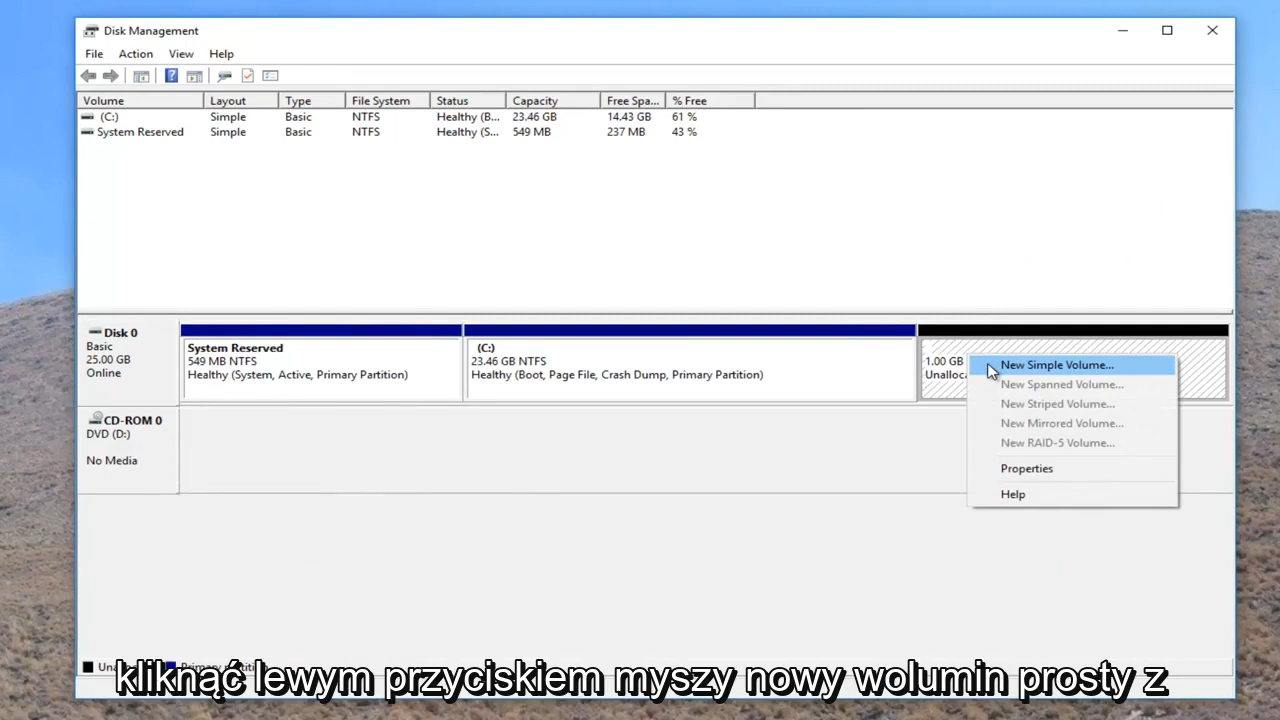 Disk Management
File Action View Help
Volume Layout Type File System Status Capacity Free Spa... % Free
(C:) Simple Basic NTFS Healthy (B... 23.46 GB 14.43 GB 61 %
System Reserved Simple Basic NTFS Healthy (S... 549 MB 237 MB 43 %
Disk 0
Basic
25.00 GB
Online
System Reserved
549 MB NTFS
Healthy (System, Active, Primary Partition)
(C:)
23.46 GB NTFS
Healthy (Boot, Page File, Crash Dump, Primary Partition)
1.00 GB
New Simple Volume...
New Spanned Volume...
New Striped Volume...
New Mirrored Volume...
New RAID-5 Volume...
Properties
Help
CD-ROM 0
DVD (D:)
No Media
kliknąć lewym przyciskiem myszy nowy wolumin prosty z